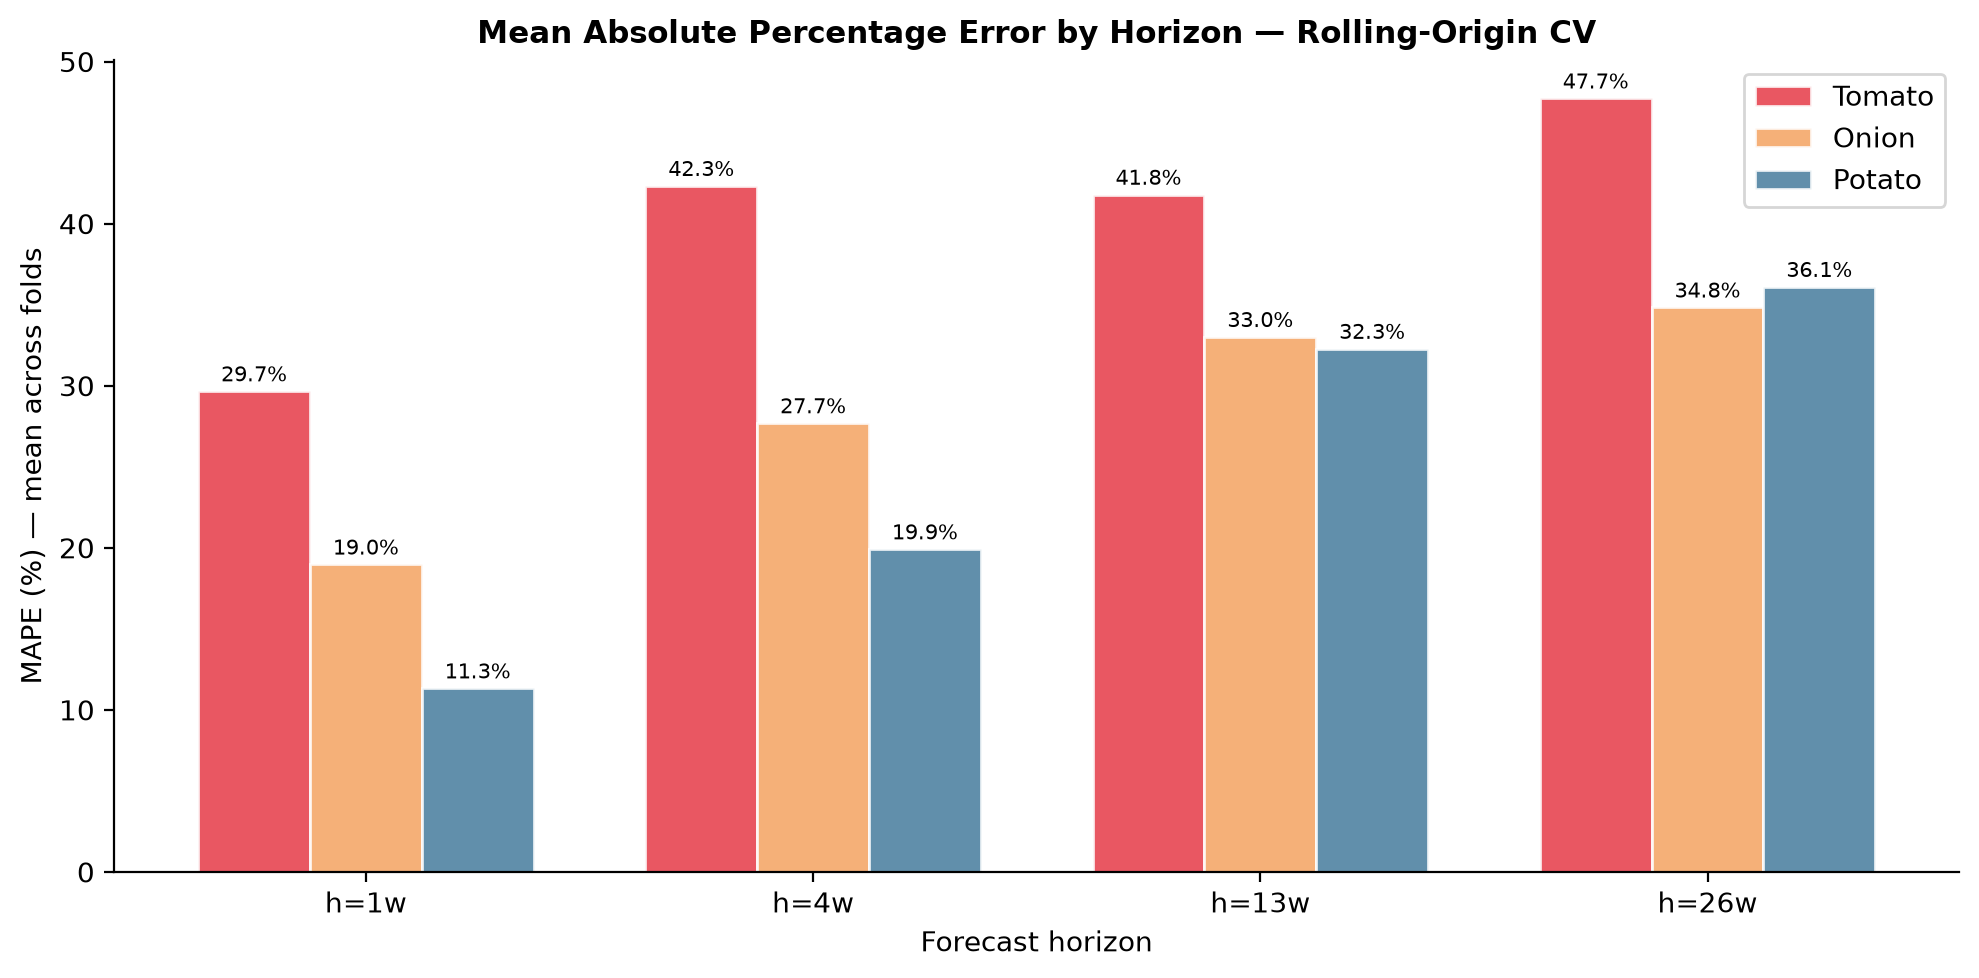 Mean Absolute Percentage Error by Horizon — Rolling-Origin CV
MAPE (%) — mean across folds
50
40
30
20
10
0
29.7%
19.0%
11.3%
42.3%
27.7%
19.9%
41.8%
33.0%
32.3%
47.7%
34.8%
36.1%
Tomato
Onion
Potato
h=1w
h=4w
h=13w
h=26w
Forecast horizon